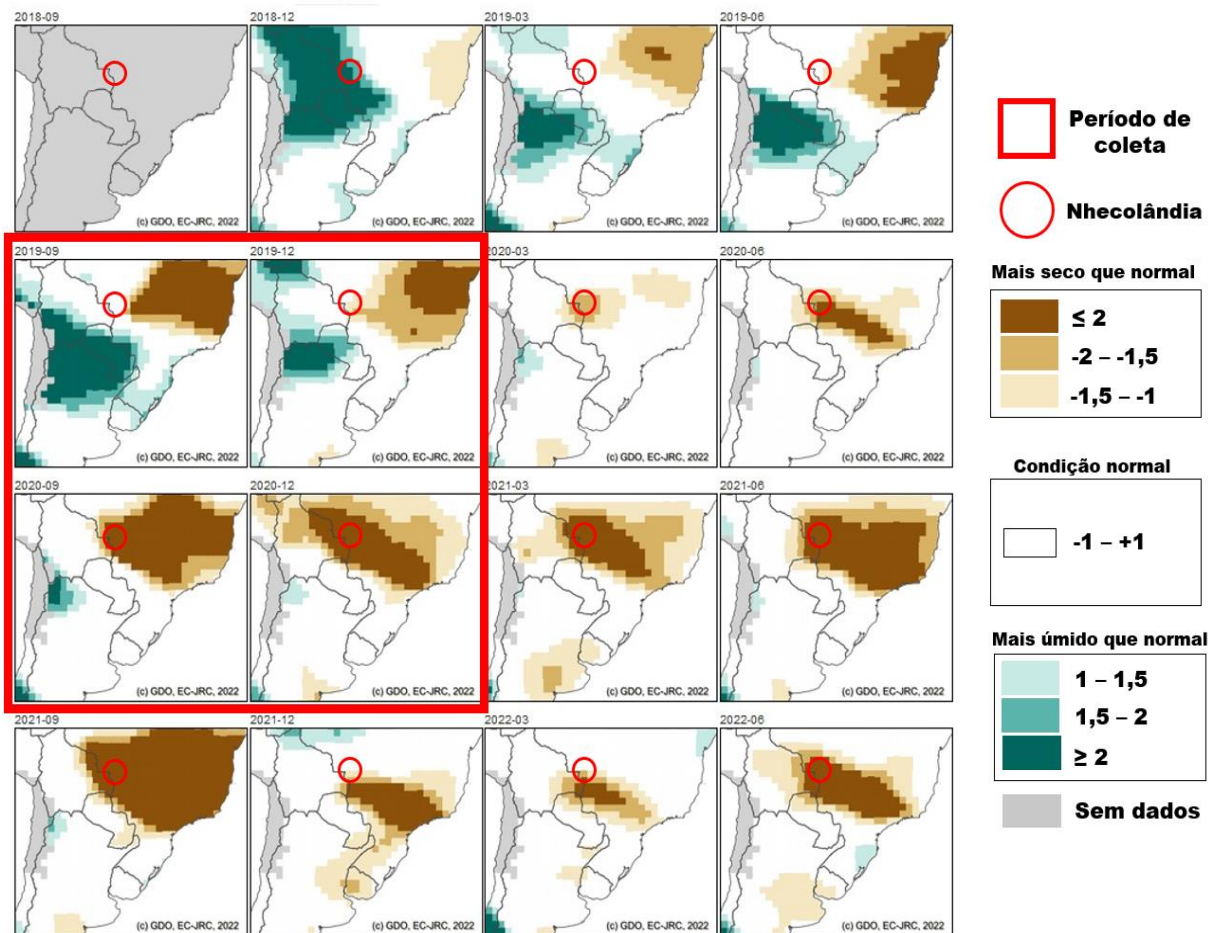 2018-09
2018-12
2019-03
2019-06
(c) GDO, EC-JRC, 2022
(c) GDO, EC-JRC, 2022
(c) GDO, EC-JRC, 2022
(c) GDO, EC-JRC, 2022
2019-09
2019-12
2020-03
2020-06
(c) GDO, EC-JRC, 2022
(c) GDO, EC-JRC, 2022
(c) GDO, EC-JRC, 2022
(c) GDO, EC-JRC, 2022
2020-09
2020-12
2021-03
2021-06
(c) GDO, EC-JRC, 2022
(c) GDO, EC-JRC, 2022
(c) GDO, EC-JRC, 2022
(c) GDO, EC-JRC, 2022
2021-09
2021-12
2022-03
2022-06
(c) GDO, EC-JRC, 2022
(c) GDO, EC-JRC, 2022
(c) GDO, EC-JRC, 2022
(c) GDO, EC-JRC, 2022
Período de
coleta
Nhecolândia
Mais seco que normal
≤ 2
-2 – -1,5
-1,5 – -1
Condição normal
-1 – +1
Mais úmido que normal
1 – 1,5
1,5 – 2
≥ 2
Sem dados